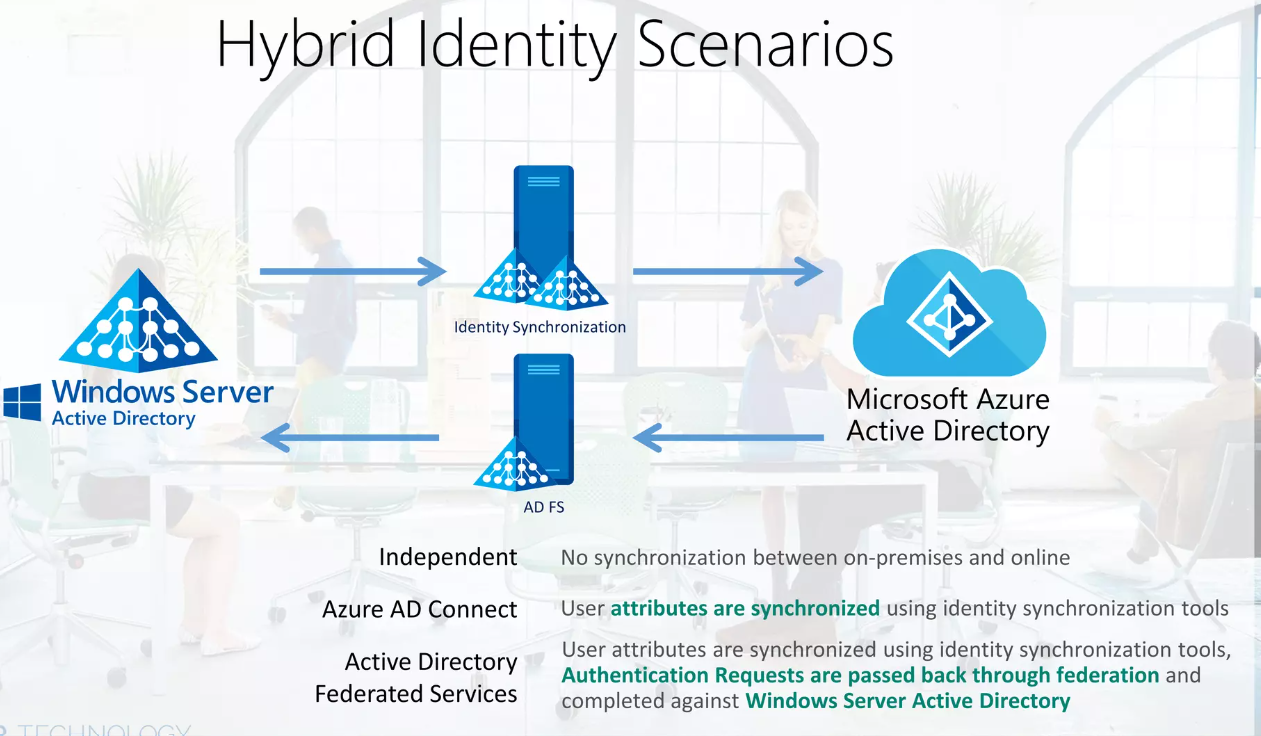 Hybrid Identity Scenarios
Identity Synchronization
Windows Server
Active Directory
Microsoft Azure
Active Directory
AD FS
Independent
No synchronization between on-premises and online
Azure AD Connect
User attributes are synchronized using identity synchronization tools
Active Directory
Federated Services
User attributes are synchronized using identity synchronization tools,
Authentication Requests are passed back through federation and
completed against Windows Server Active Directory
TECHNOLOGY